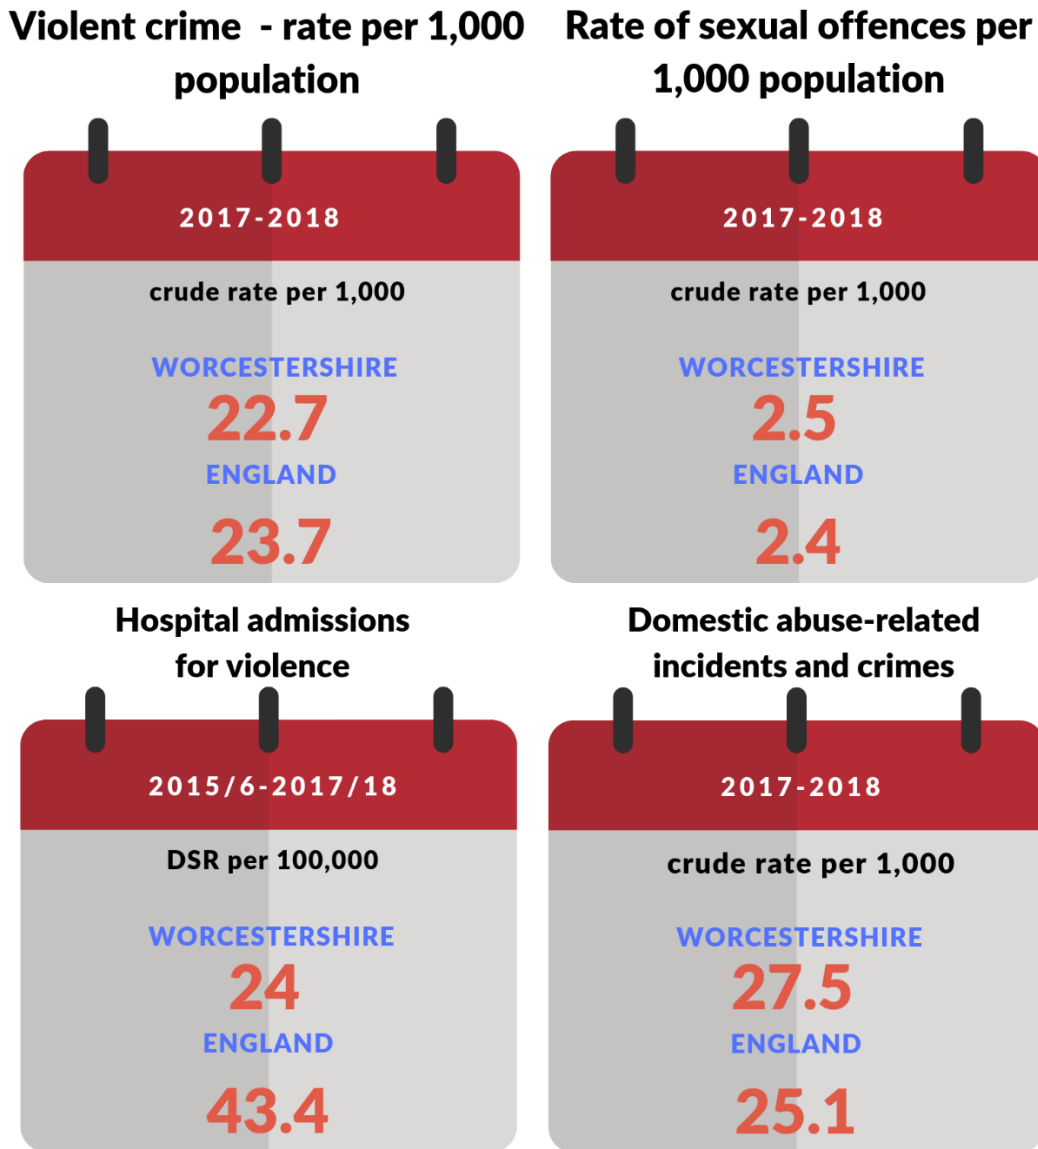 Violent crime - rate per 1,000
population
2017-2018
crude rate per 1,000
WORCESTERSHIRE
22.7
ENGLAND
23.7
Rate of sexual offences per
1,000 population
2017-2018
crude rate per 1,000
WORCESTERSHIRE
2.5
ENGLAND
2.4
Hospital admissions
for violence
2015/6-2017/18
DSR per 100,000
WORCESTERSHIRE
24
ENGLAND
43.4
Domestic abuse-related
incidents and crimes
2017-2018
crude rate per 1,000
WORCESTERSHIRE
27.5
ENGLAND
25.1